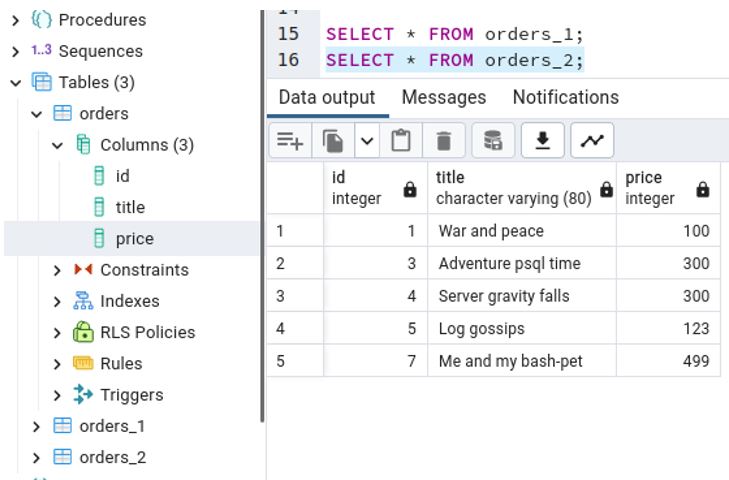 Procedures
1..3 Sequences
Tables (3)
orders
Columns (3)
id
title
price
Constraints
Indexes
RLS Policies
Rules
Triggers
orders_1
orders_2
15 SELECT * FROM orders_1;
16 SELECT * FROM orders_2;
Data output Messages Notifications
id title price
integer character varying (80) integer
1 1 War and peace 100
2 3 Adventure psql time 300
3 4 Server gravity falls 300
4 5 Log gossips 123
5 7 Me and my bash-pet 499